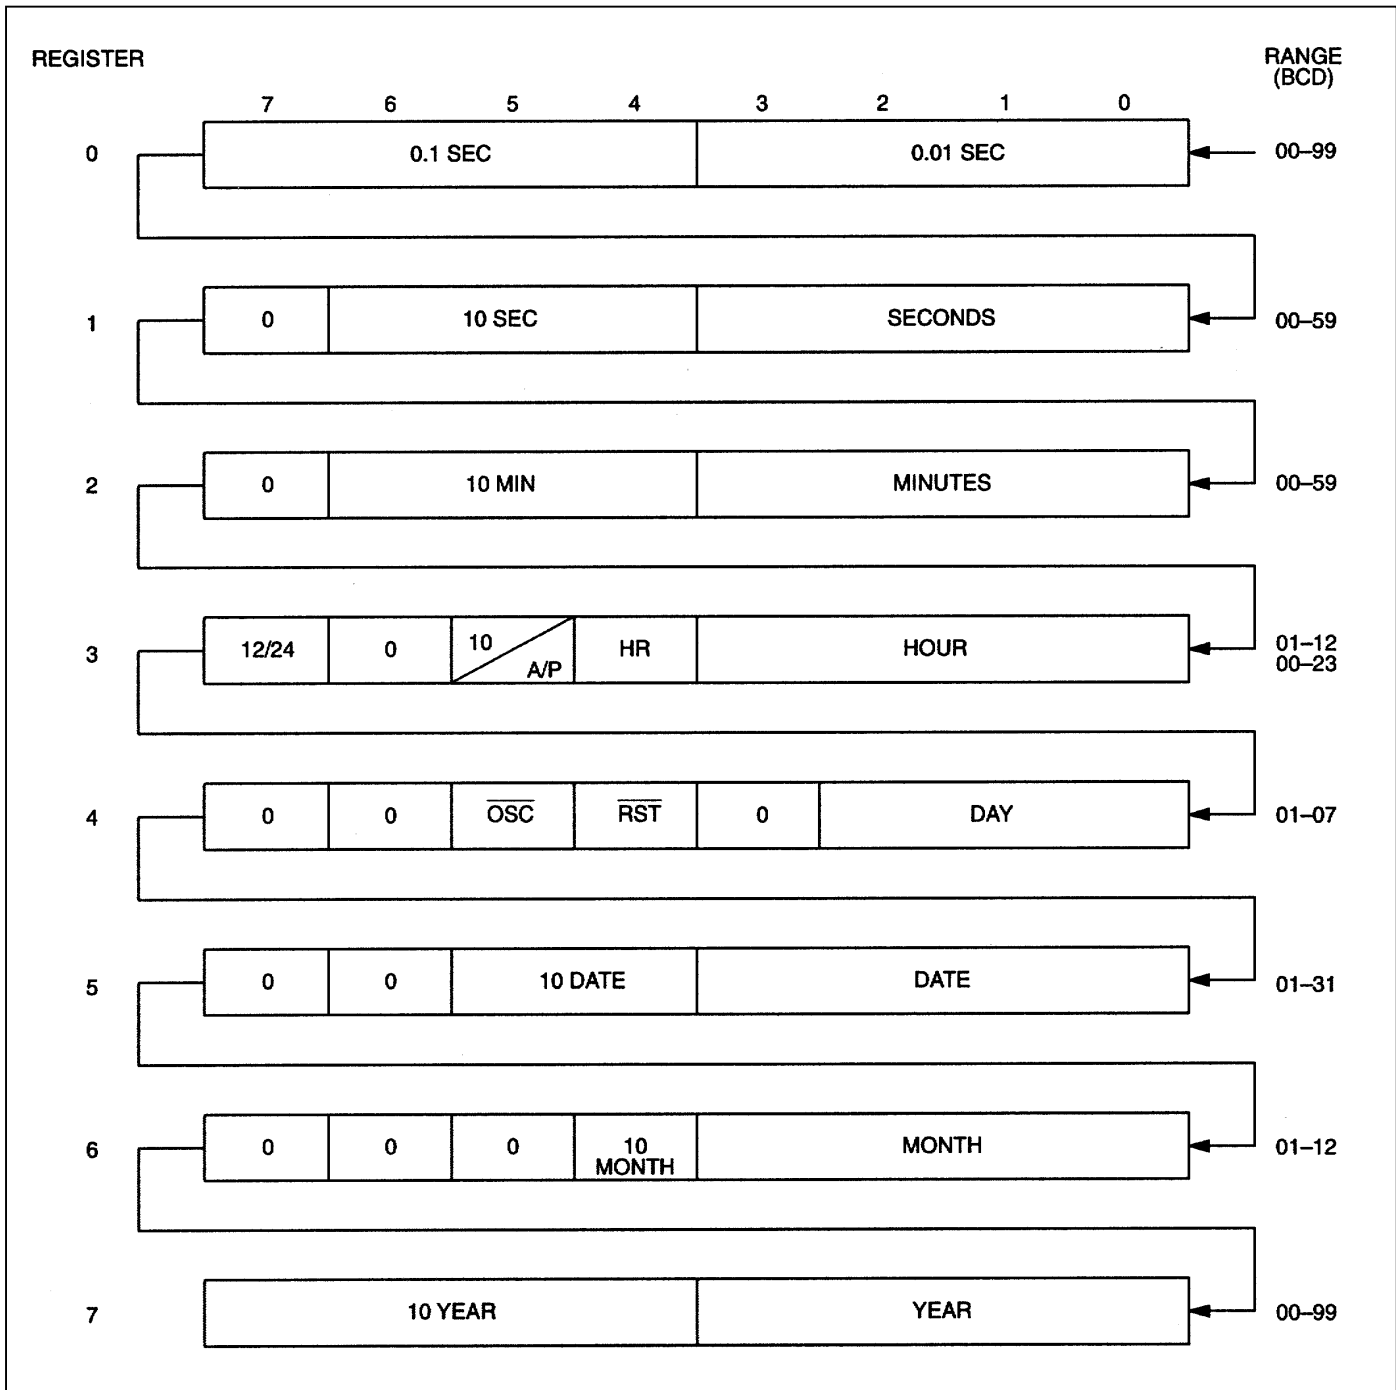 REGISTER
RANGE
(BCD)
7 6 5 4 3 2 1 0
0 0.1 SEC 0.01 SEC 00–99
1 0 10 SEC SECONDS 00–59
2 0 10 MIN MINUTES 00–59
3 12/24 0 10 A/P HR HOUR 01–12
00–23
4 0 0 OSC RST 0 DAY 01–07
5 0 0 10 DATE DATE 01–31
6 0 0 0 10 MONTH MONTH 01–12
7 10 YEAR YEAR 00–99